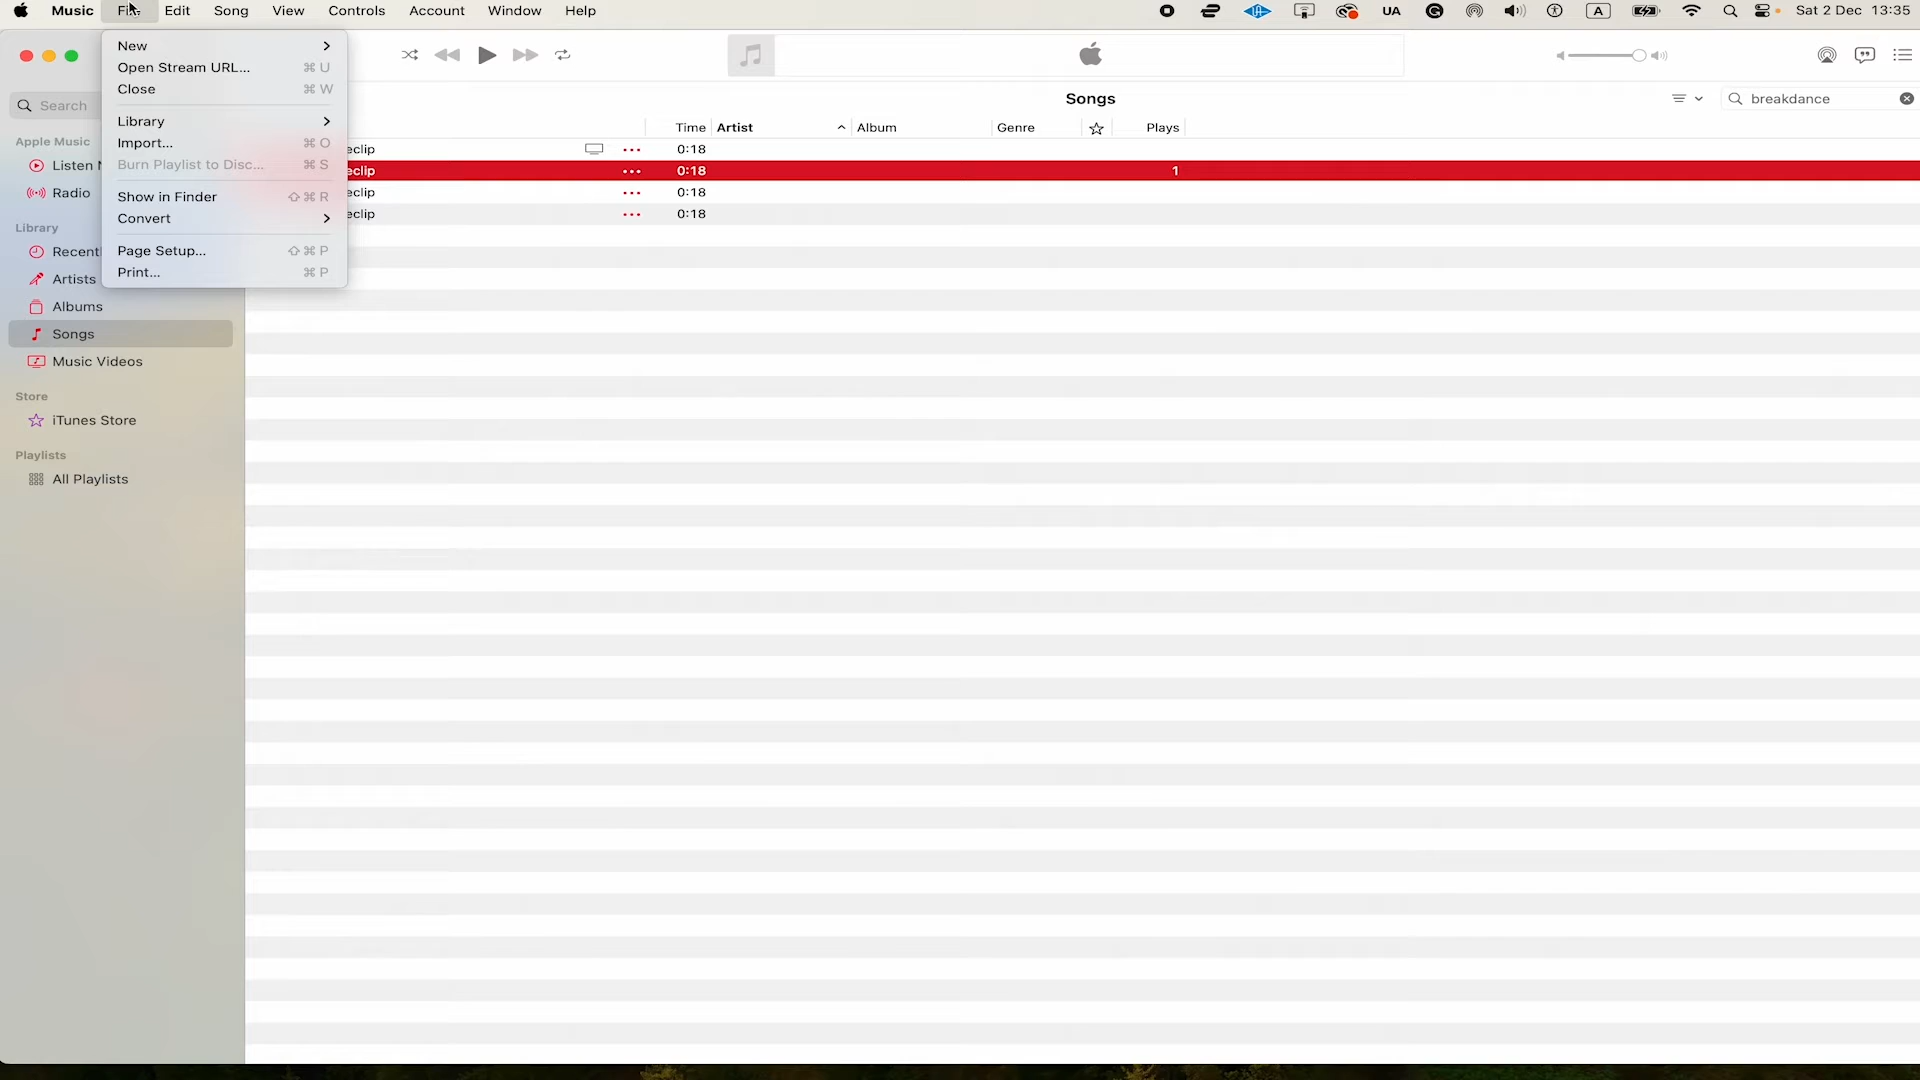 Music File Edit Song View Controls Account Window Help UA A Sat 2 Dec 13:35
New
Open Stream URL... ⌘ U
Close ⌘ W
Library
Import... ⌘ O
Burn Playlist to Disc... ⌘ S
Show in Finder ⇧ ⌘ R
Convert
Page Setup... ⇧ ⌘ P
Print... ⌘ P
Search
Apple Music
Listen
Radio
Library
Artists
Albums
Songs
Music Videos
Store
iTunes Store
Playlists
All Playlists
Songs
breakdance
Time Artist Album Genre Plays
eclip 0:18
eclip 0:18 1
eclip 0:18
eclip 0:18